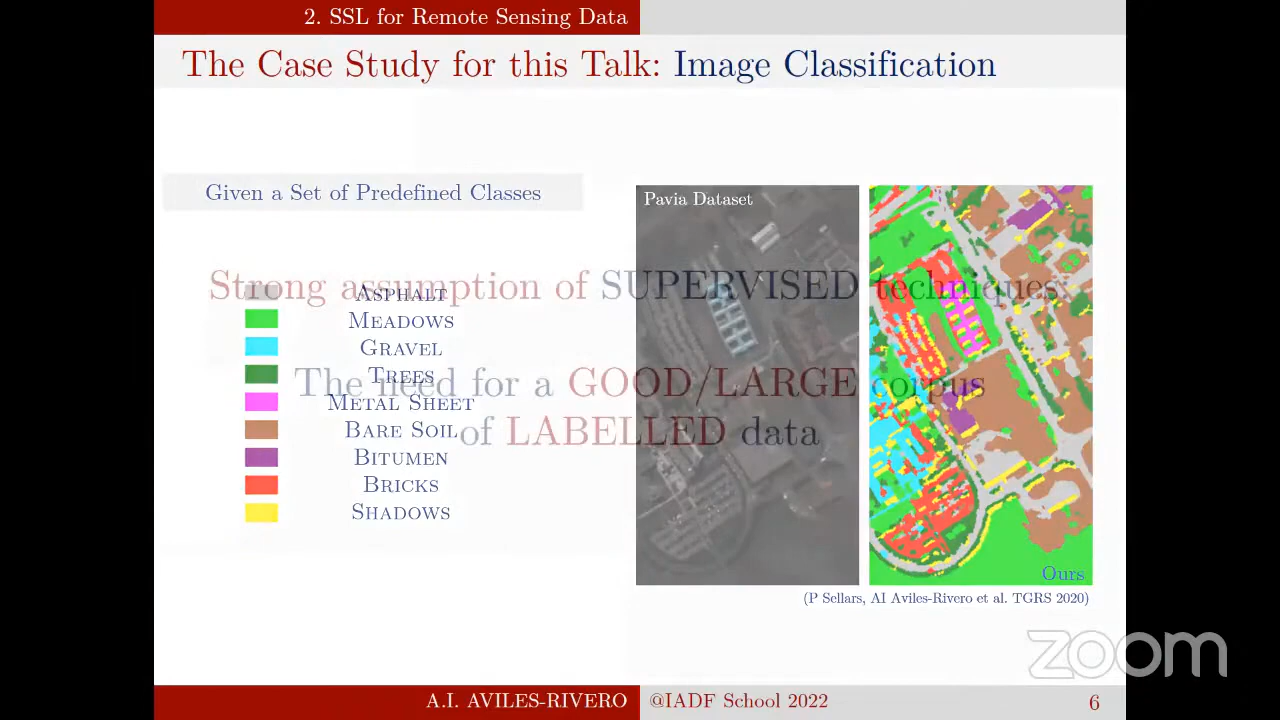 2. SSL for Remote Sensing Data
The Case Study for this Talk: Image Classification
Given a Set of Predefined Classes
Pavia Dataset
Strong assumption of SUPERVISED techniques:
ASPHALT
MEADOWS
GRAVEL
TREES
The need for a GOOD/LARGE corpus
METAL SHEET
BARE SOIL
of LABELLED data
BITUMEN
BRICKS
SHADOWS
Ours
(P Sellars, AI Aviles-Rivero et al. TGRS 2020)
zoom
A.I. AVILES-RIVERO @IADF School 2022 6